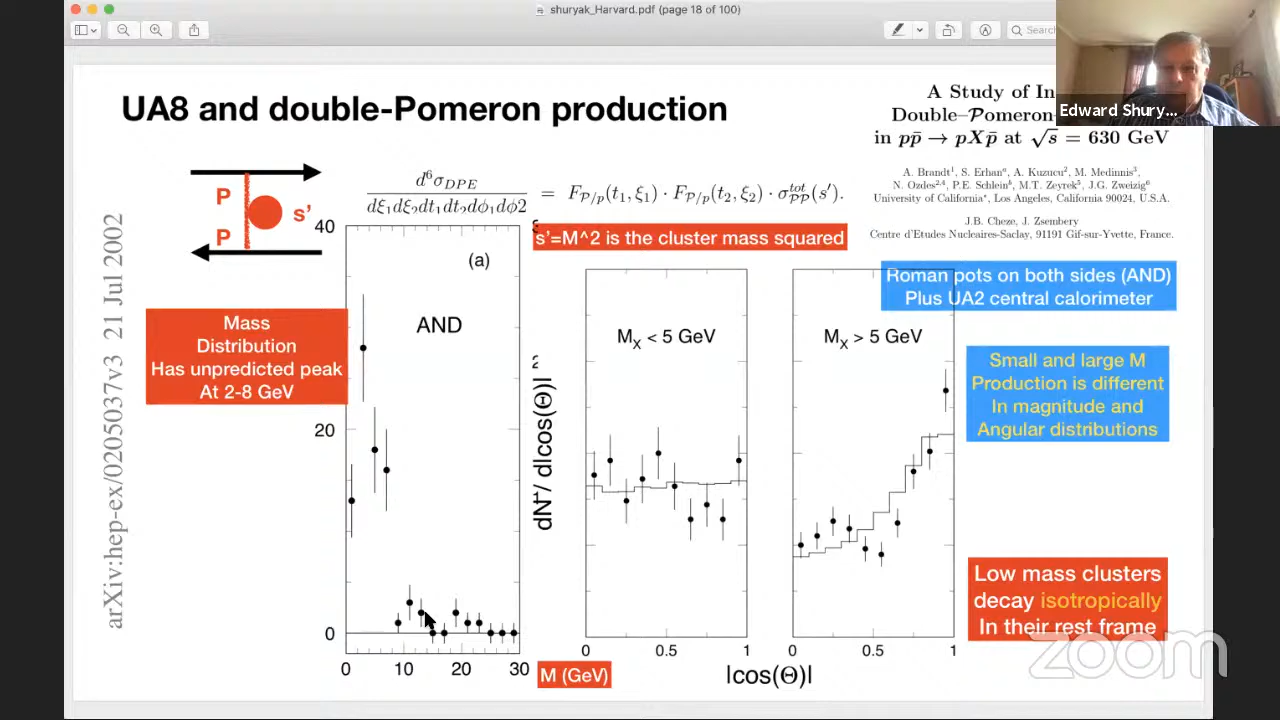 shuryak_Harvard.pdf (page 18 of 100)
Search
Edward Shury...
UA8 and double-Pomeron production
A Study of In
Double–𝒫omeron-
in pp̄ → pXp̄ at √s = 630 GeV
A. Brandt¹, S. Erhanᵃ, A. Kuzucu², M. Medinnis³,
N. Ozdes²,⁴, P.E. Schleinᵇ, M.T. Zeyrek⁵, J.G. Zweizig⁶
University of California*, Los Angeles, California 90024, U.S.A.
J.B. Cheze, J. Zsembery
Centre d'Etudes Nucleaires-Saclay, 91191 Gif-sur-Yvette, France.
P
P
s'
d⁶σ_DPE / dξ₁dξ₂dt₁dt₂dφ₁dφ2 = F_𝒫/p(t₁, ξ₁) · F_𝒫/p(t₂, ξ₂) · σ^tot_𝒫𝒫(s').
s'=M^2 is the cluster mass squared
arXiv:hep-ex/0205037v3 21 Jul 2002
Mass
Distribution
Has unpredicted peak
At 2-8 GeV
40
20
0
(a)
AND
0 10 20 30
M (GeV)
dN/ d|cos(Θ)|
M_X < 5 GeV
M_X > 5 GeV
0 0.5 1
0 0.5 1
|cos(Θ)|
Roman pots on both sides (AND)
Plus UA2 central calorimeter
Small and large M
Production is different
In magnitude and
Angular distributions
Low mass clusters
decay isotropically
In their rest frame
zoom